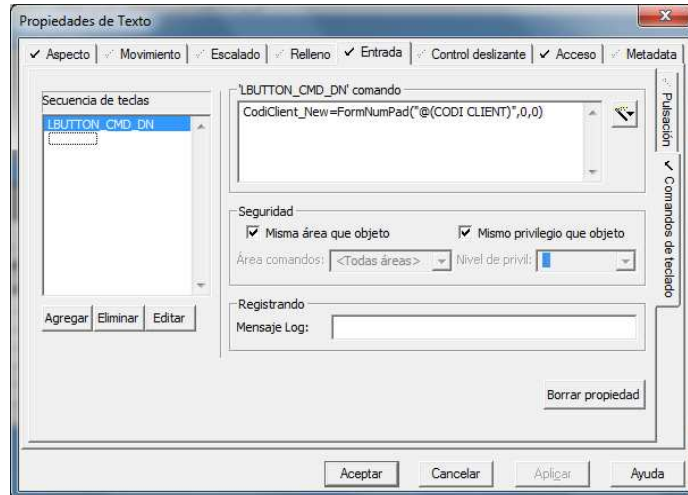 Propiedades de Texto
Aspecto Movimiento Escalado Relleno Entrada Control deslizante Acceso Metadata
Secuencia de teclas
LBUTTON_CMD_DN
Agregar Eliminar Editar
'LBUTTON_CMD_DN' comando
CodiClient_New=FormNumPad("@(CODI CLIENT)",0,0)
Seguridad
Misma área que objeto Mismo privilegio que objeto
Área comandos: <Todas áreas> Nivel de privil:
Registrando
Mensaje Log:
Borrar propiedad
Pulsación
Comandos de teclado
Aceptar Cancelar Aplicar Ayuda